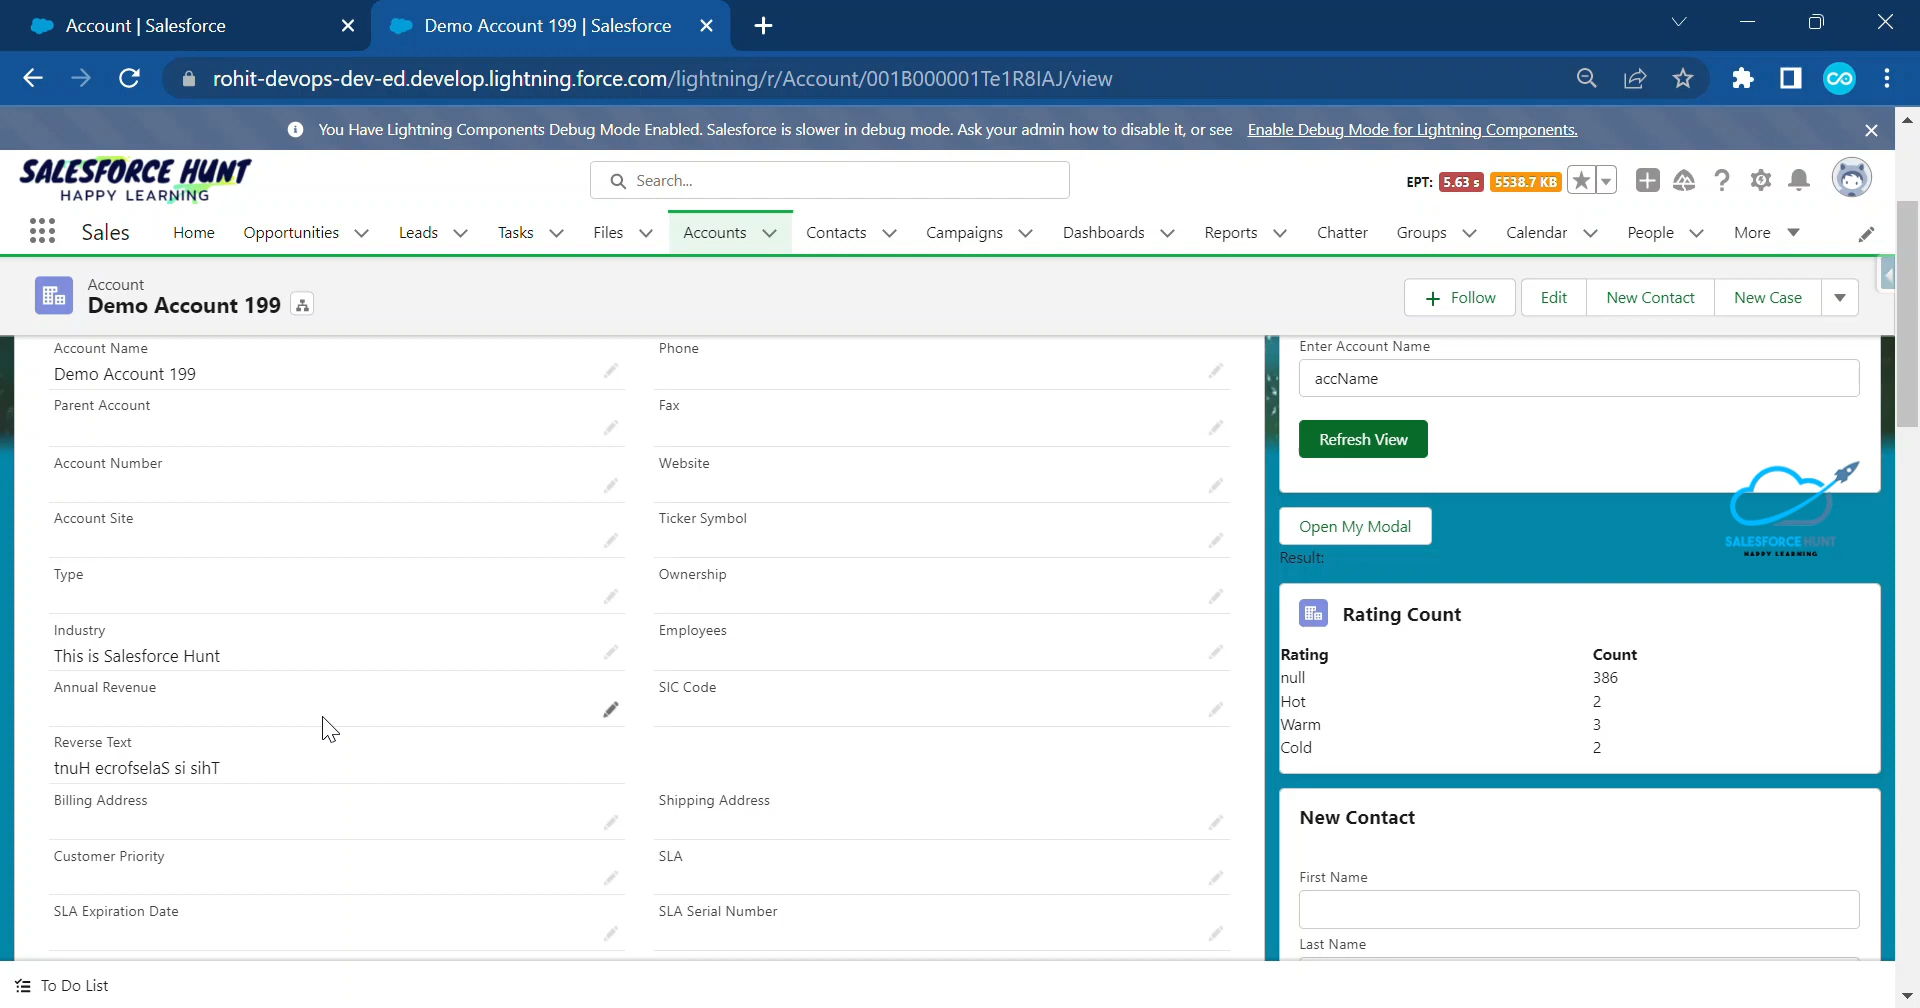 Account | Salesforce
Demo Account 199 | Salesforce
rohit-devops-dev-ed.develop.lightning.force.com/lightning/r/Account/001B000001Te1R8IAJ/view
You Have Lightning Components Debug Mode Enabled. Salesforce is slower in debug mode. Ask your admin how to disable it, or see Enable Debug Mode for Lightning Components.
SALESFORCE HUNT
HAPPY LEARNING
Search...
EPT: 5.63 s 5538.7 KB
Sales Home Opportunities Leads Tasks Files Accounts Contacts Campaigns Dashboards Reports Chatter Groups Calendar People More
Account
Demo Account 199
Follow Edit New Contact New Case
Account Name
Demo Account 199
Phone
Parent Account
Fax
Account Number
Website
Account Site
Ticker Symbol
Type
Ownership
Industry
This is Salesforce Hunt
Employees
Annual Revenue
SIC Code
Reverse Text
tnuH ecrofselaS si sihT
Billing Address
Shipping Address
Customer Priority
SLA
SLA Expiration Date
SLA Serial Number
Enter Account Name
accName
Refresh View
Open My Modal
Result:
SALESFORCE HUNT
HAPPY LEARNING
Rating Count
Rating Count
null 386
Hot 2
Warm 3
Cold 2
New Contact
First Name
Last Name
To Do List